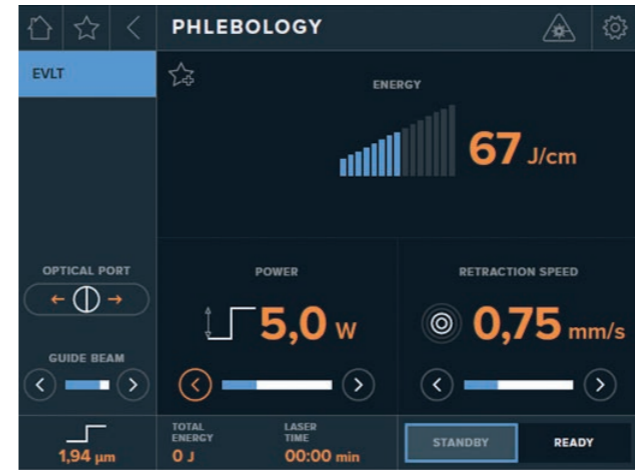 PHLEBOLOGY
EVLT
ENERGY
67 J/cm
OPTICAL PORT
GUIDE BEAM
POWER
5,0 W
RETRACTION SPEED
0,75 mm/s
1,94 µm
TOTAL ENERGY
0 J
LASER TIME
00:00 min
STANDBY
READY